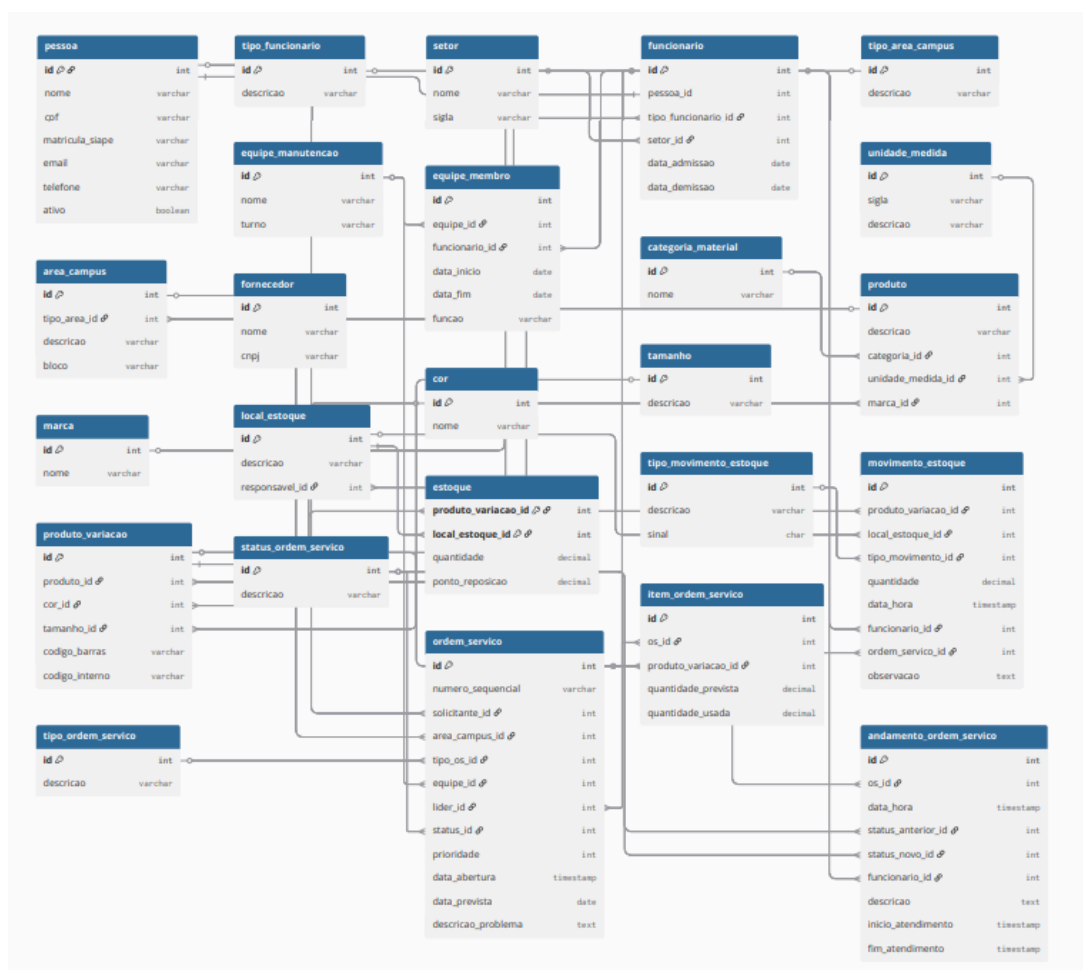 pessoa
id int
nome varchar
cpf varchar
matricula_siape varchar
email varchar
telefone varchar
ativo boolean
tipo_funcionario
id int
descricao varchar
setor
id int
nome varchar
sigla varchar
funcionario
id int
pessoa_id int
tipo_funcionario_id int
setor_id int
data_admissao date
data_demissao date
tipo_area_campus
id int
descricao varchar
equipe_manutencao
id int
nome varchar
turno varchar
equipe_membro
id int
equipe_id int
funcionario_id int
data_inicio date
data_fim date
funcao varchar
unidade_medida
id int
sigla varchar
descricao varchar
categoria_material
id int
nome varchar
area_campus
id int
tipo_area_id int
descricao varchar
bloco varchar
fornecedor
id int
nome varchar
cnpj varchar
produto
id int
descricao varchar
categoria_id int
unidade_medida_id int
marca_id int
tamanho
id int
descricao varchar
cor
id int
nome varchar
marca
id int
nome varchar
local_estoque
id int
descricao varchar
responsavel_id int
estoque
produto_variacao_id int
local_estoque_id int
quantidade decimal
ponto_reposicao decimal
tipo_movimento_estoque
id int
descricao varchar
sinal char
movimento_estoque
id int
produto_variacao_id int
local_estoque_id int
tipo_movimento_id int
quantidade decimal
data_hora timestamp
funcionario_id int
ordem_servico_id int
observacao text
produto_variacao
id int
produto_id int
cor_id int
tamanho_id int
codigo_barras varchar
codigo_interno varchar
status_ordem_servico
id int
descricao varchar
item_ordem_servico
id int
os_id int
produto_variacao_id int
quantidade_prevista decimal
quantidade_usada decimal
ordem_servico
id int
numero_sequencial varchar
solicitante_id int
area_campus_id int
tipo_os_id int
equipe_id int
lider_id int
status_id int
prioridade int
data_abertura timestamp
data_prevista date
descricao_problema text
tipo_ordem_servico
id int
descricao varchar
andamento_ordem_servico
id int
os_id int
data_hora timestamp
status_anterior_id int
status_novo_id int
funcionario_id int
descricao text
inicio_atendimento timestamp
fim_atendimento timestamp